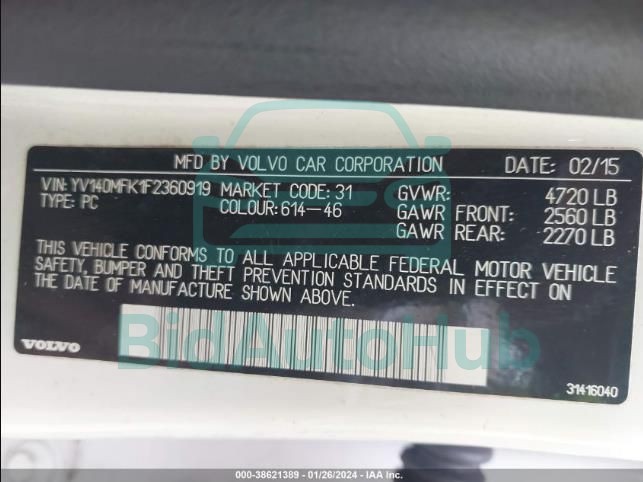 MFD BY VOLVO CAR CORPORATION DATE: 02/15
VIN: YV140MFK1F2360919 MARKET CODE: 31 GVWR: 4720 LB
TYPE: PC COLOUR: 614-46 GAWR FRONT: 2560 LB
GAWR REAR: 2270 LB
THIS VEHICLE CONFORMS TO ALL APPLICABLE FEDERAL MOTOR VEHICLE
SAFETY, BUMPER AND THEFT PREVENTION STANDARDS IN EFFECT ON
THE DATE OF MANUFACTURE SHOWN ABOVE.
BidAutoHub
VOLVO
31416040
000-38621389 | 01/26/2024 | IAA Inc.